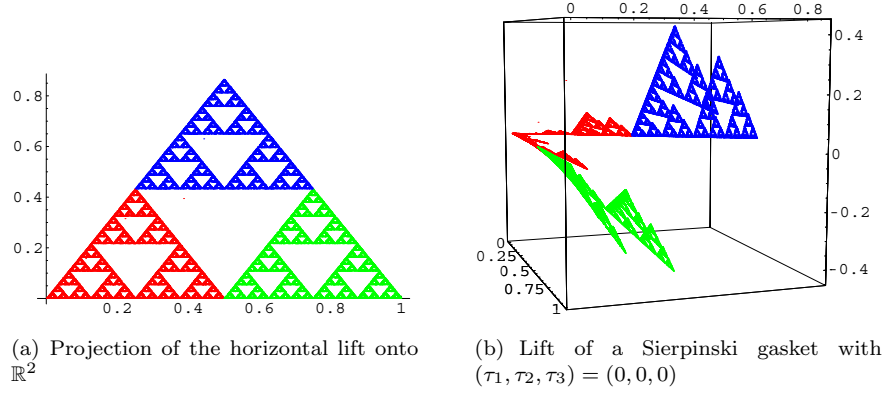 0.8
0.6
0.4
0.2
0.2 0.4 0.6 0.8 1
0 0.2 0.4 0.6 0.8
0.4
0.2
0
-0.2
-0.4
0
0.25
0.5
0.75
1
(a) Projection of the horizontal lift onto
ℝ²
(b) Lift of a Sierpinski gasket with
(τ₁, τ₂, τ₃) = (0, 0, 0)